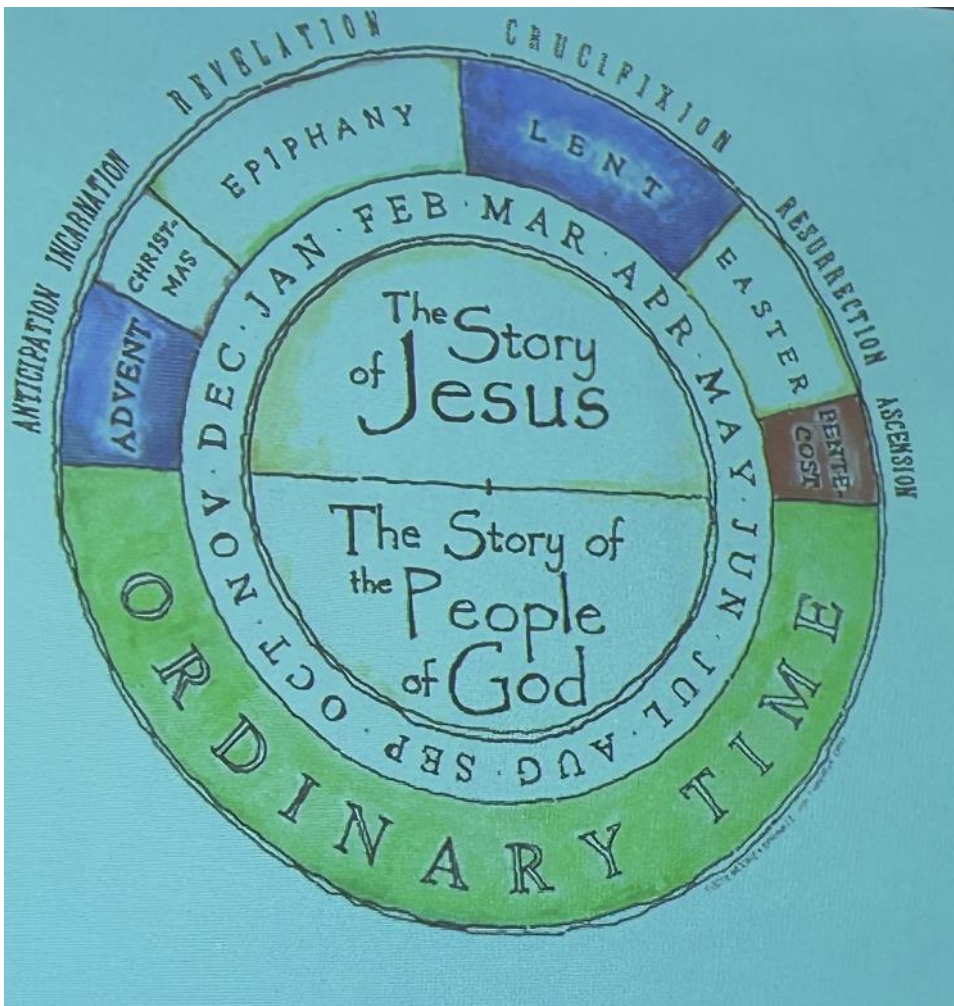 ANTICIPATION
INCARNATION
REVELATION
CRUCIFIXION
RESURRECTION
ASCENSION
ADVENT
CHRIST-
MAS
EPIPHANY
LENT
EASTER
PENTE-
COST
ORDINARY TIME
JAN · FEB · MAR · APR · MAY · JUN · JUL · AUG · SEP · OCT · NOV · DEC ·
The Story
of Jesus
The Story of
the People
of God